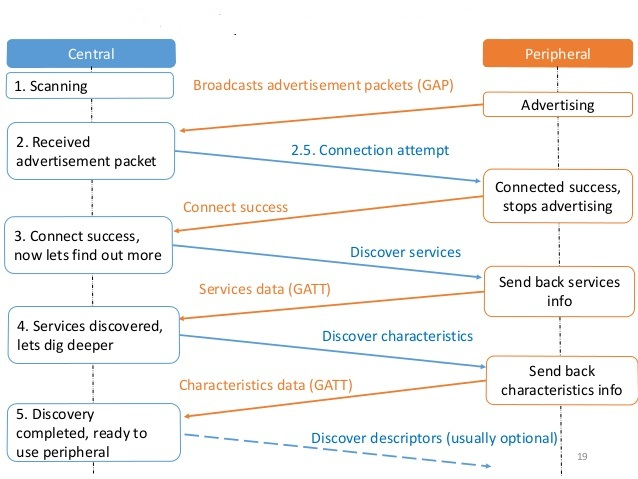 Central
Peripheral
1. Scanning
Broadcasts advertisement packets (GAP)
Advertising
2. Received
advertisement packet
2.5. Connection attempt
Connected success,
stops advertising
Connect success
3. Connect success,
now lets find out more
Discover services
Send back services
info
Services data (GATT)
4. Services discovered,
lets dig deeper
Discover characteristics
Send back
characteristics info
Characteristics data (GATT)
5. Discovery
completed, ready to
use peripheral
Discover descriptors (usually optional)
19